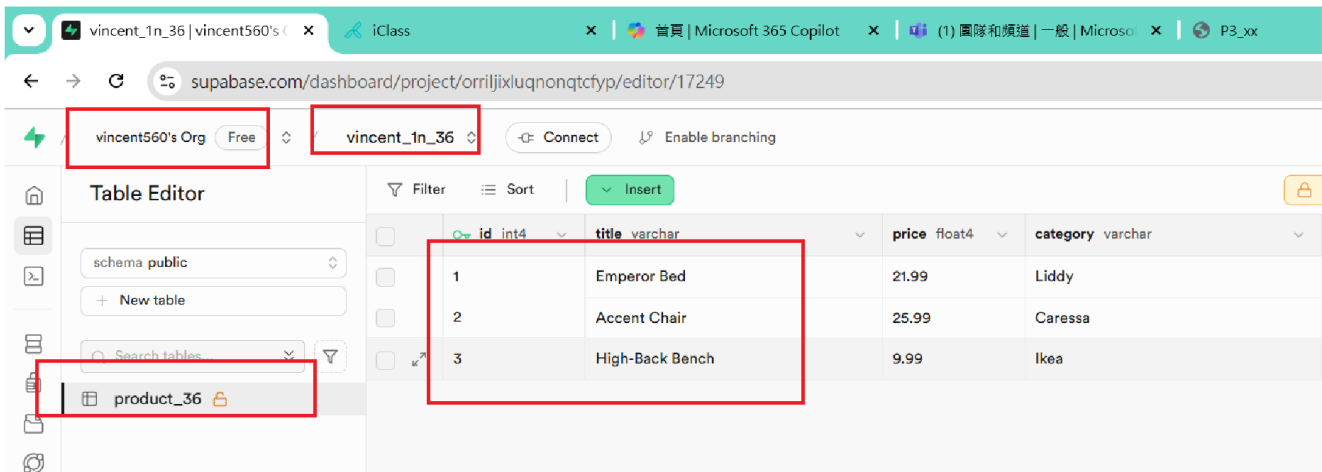 vincent_1n_36 | vincent560's
iClass
首頁 | Microsoft 365 Copilot
(1) 團隊和頻道 | 一般 | Microso
P3_xx
supabase.com/dashboard/project/orriljixluqnonqtcfyp/editor/17249
vincent560's Org Free / vincent_1n_36 Connect Enable branching
Table Editor
Filter Sort Insert
id int4 title varchar price float4 category varchar
schema public
1 Emperor Bed 21.99 Liddy
New table
2 Accent Chair 25.99 Caressa
Search tables...
3 High-Back Bench 9.99 Ikea
product_36